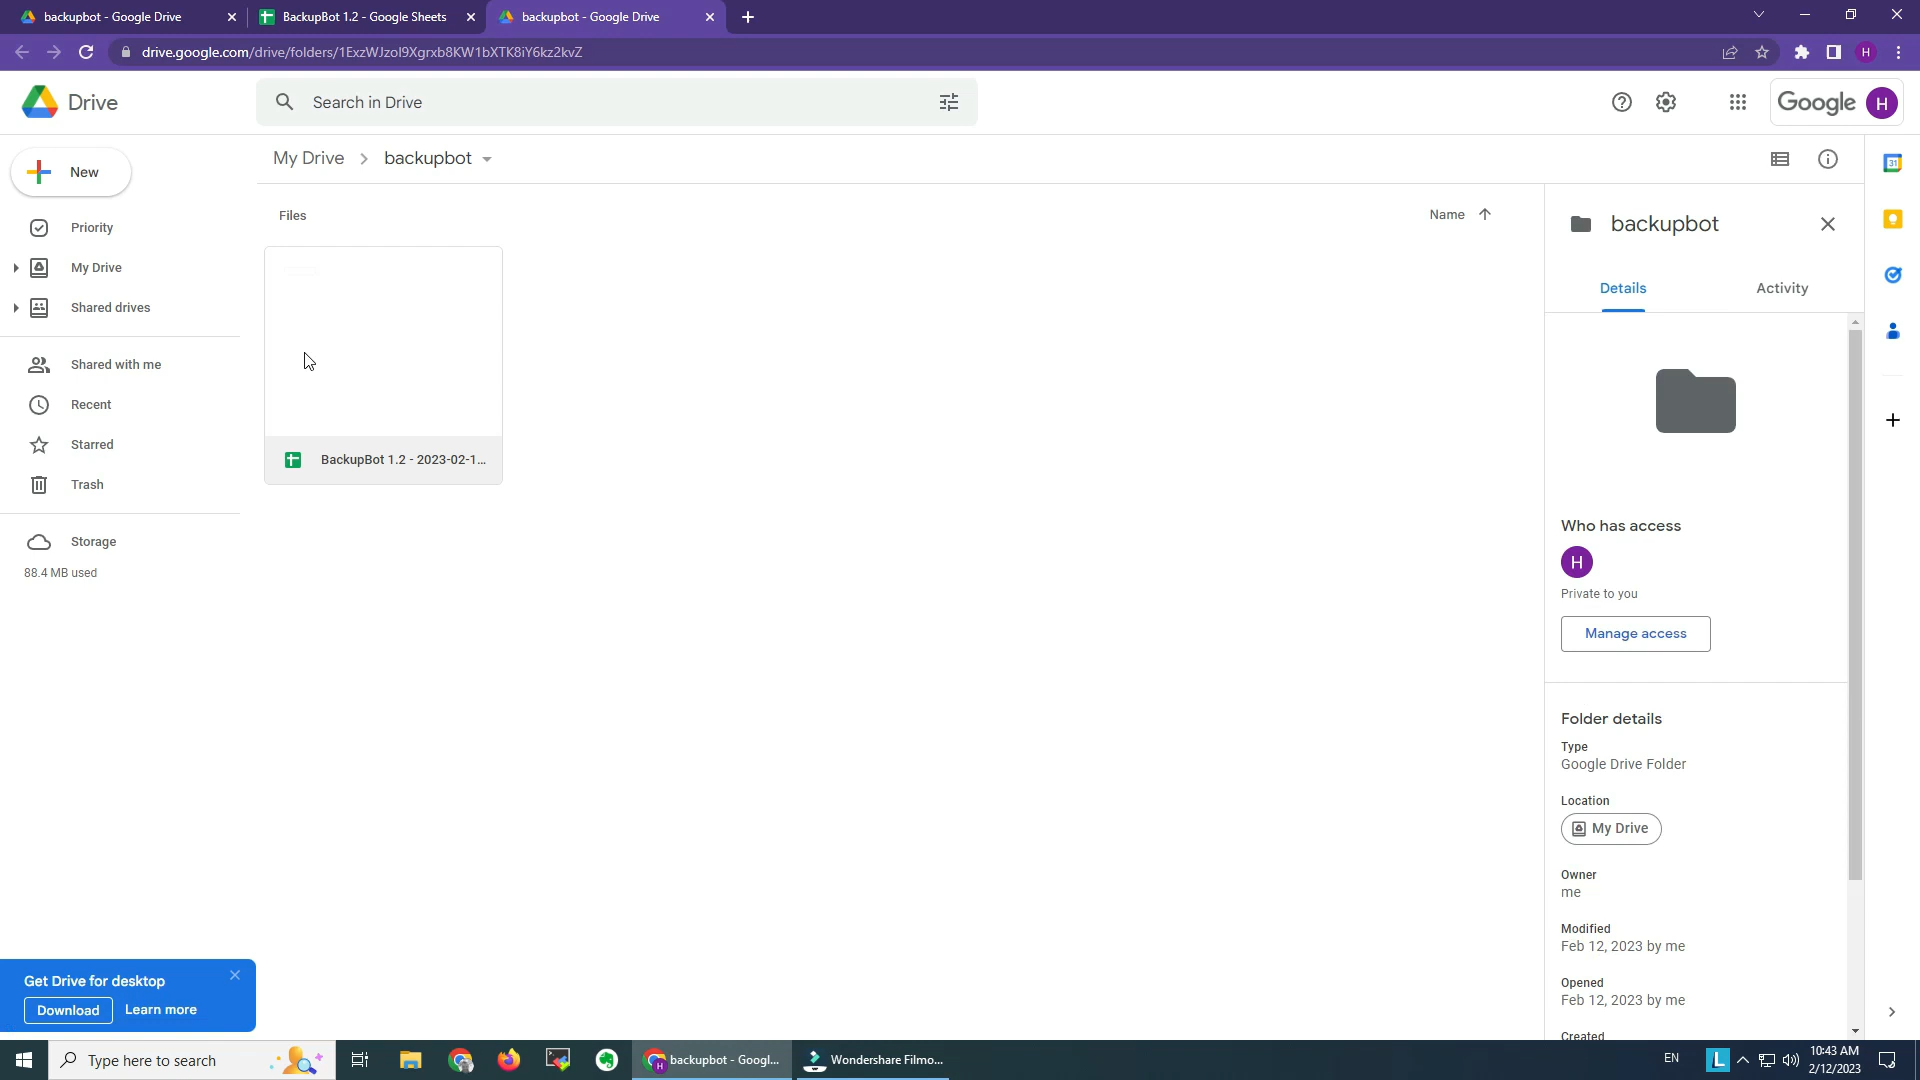 backupbot - Google Drive
BackupBot 1.2 - Google Sheets
backupbot - Google Drive
drive.google.com/drive/folders/1ExzWJzoI9Xgrxb8KW1bXTK8iY6kz2kvZ
H
Drive
Search in Drive
Google
H
New
My Drive
backupbot
31
Priority
Files
Name
backupbot
My Drive
Details
Activity
Shared drives
Shared with me
Recent
Starred
BackupBot 1.2 - 2023-02-1...
Trash
Who has access
Storage
H
88.4 MB used
Private to you
Manage access
Folder details
Type
Google Drive Folder
Location
My Drive
Owner
me
Modified
Feb 12, 2023 by me
Get Drive for desktop
Opened
Download
Learn more
Feb 12, 2023 by me
Created
Type here to search
backupbot - Googl...
Wondershare Filmo...
EN
L
10:43 AM
2/12/2023